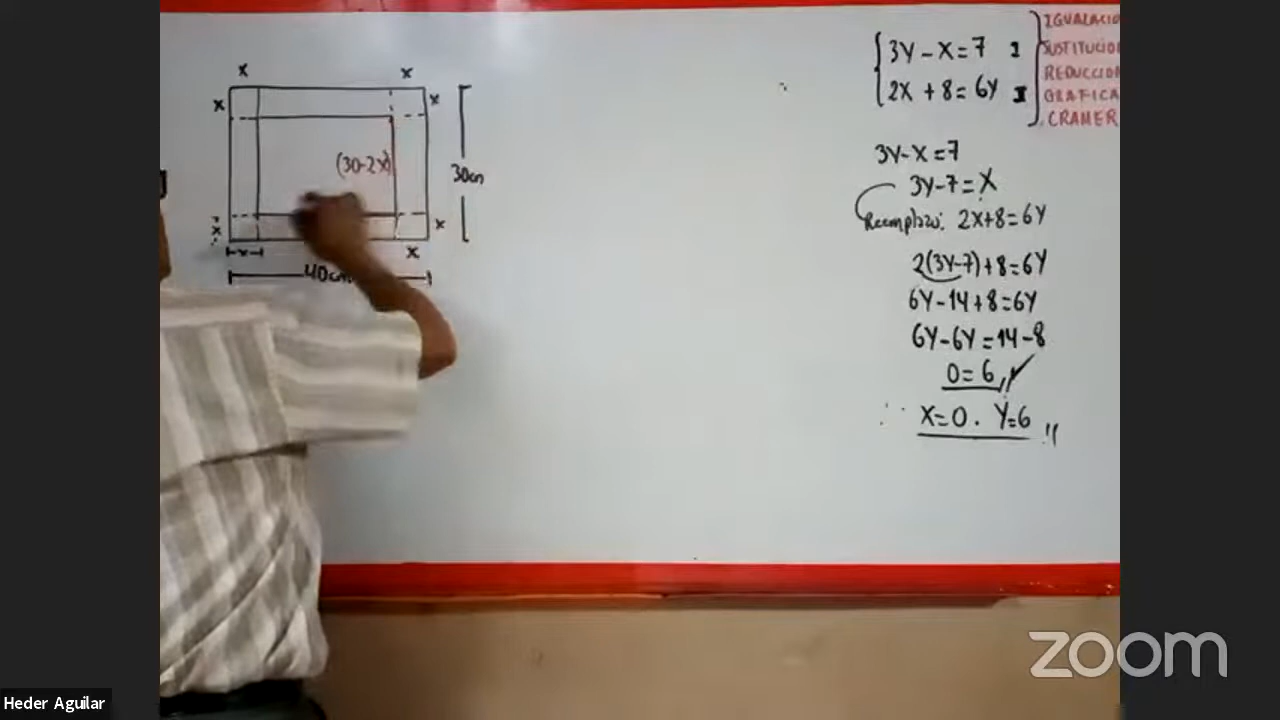 x x
x x
(30-2x)
30cm
x x
x x
40cm
3Y - X = 7 I
2X + 8 = 6Y II
IGUALACIO
SUSTITUCION
REDUCCION
GRAFICA
CRAMER
3Y-X=7
3Y-7=X
Reemplazo: 2X+8=6Y
2(3Y-7)+8=6Y
6Y-14+8=6Y
6Y-6Y=14-8
0=6
∴ X=0. Y=6
zoom
Heder Aguilar